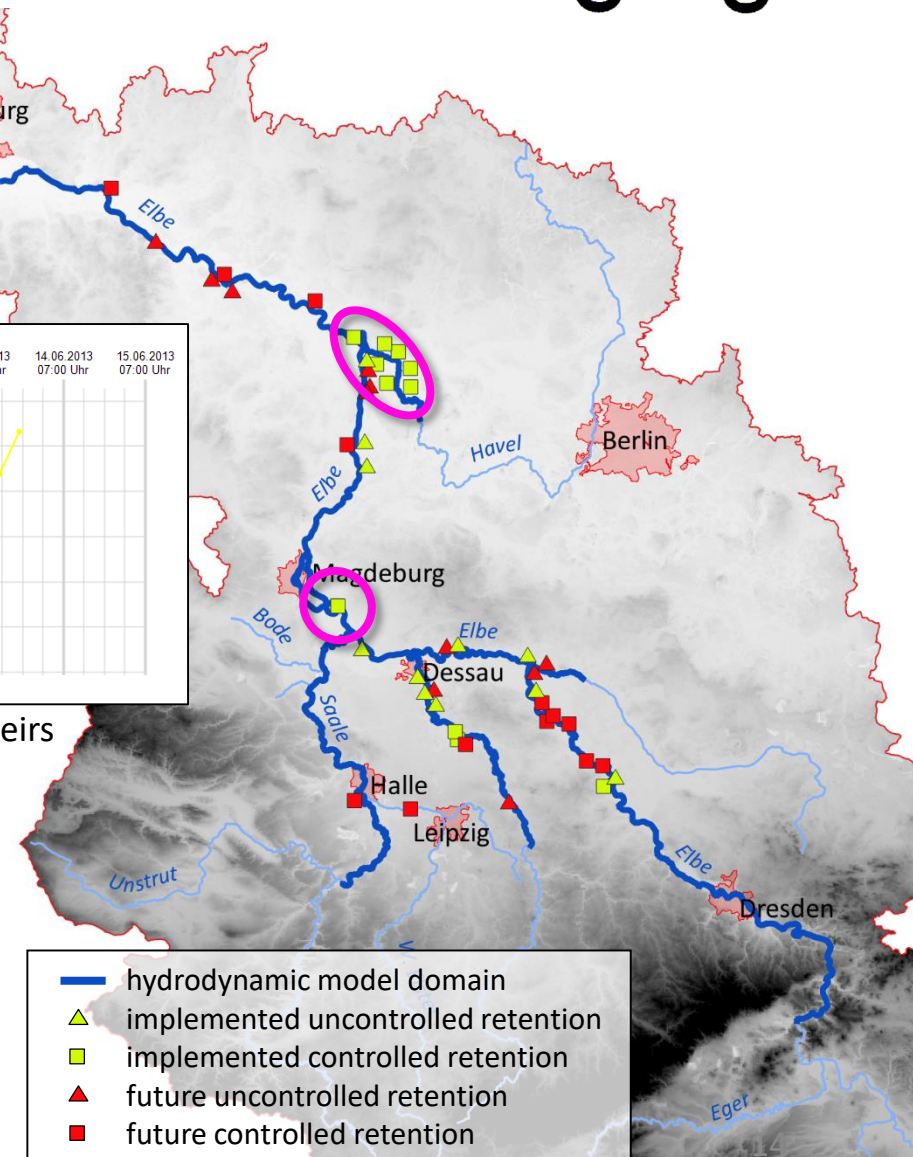 urg
Elbe
14.06.2013 15.06.2013
07:00 Uhr 07:00 Uhr
Berlin
Havel
Elbe
Magdeburg
Bode
Elbe
Dessau
Saale
eirs
Halle
Leipzig
Unstrut
Elbe
Dresden
hydrodynamic model domain
implemented uncontrolled retention
implemented controlled retention
future uncontrolled retention
future controlled retention
Eger